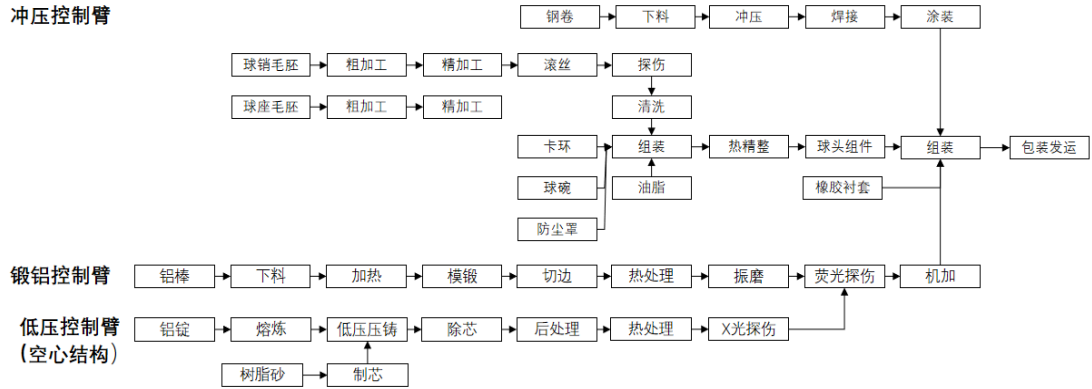 冲压控制臂
钢卷 下料 冲压 焊接 涂装
球销毛胚 粗加工 精加工 滚丝 探伤
球座毛胚 粗加工 精加工 清洗
卡环 组装 热精整 球头组件 组装 包装发运
球碗 油脂 橡胶衬套
防尘罩
锻铝控制臂 铝棒 下料 加热 模锻 切边 热处理 振磨 荧光探伤 机加
低压控制臂 铝锭 熔炼 低压压铸 除芯 后处理 热处理 X光探伤
(空心结构）
树脂砂 制芯